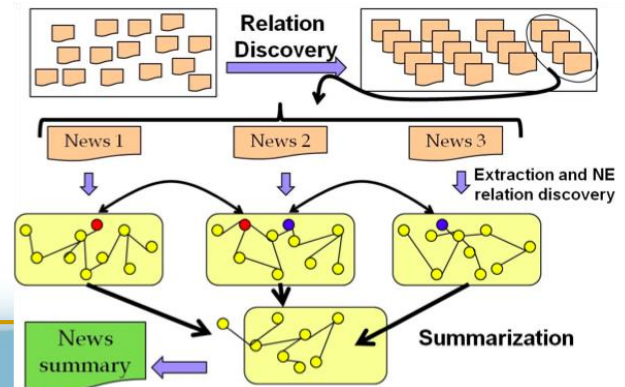 Relation
Discovery
News 1
News 2
News 3
Extraction and NE
relation discovery
Summarization
News
summary